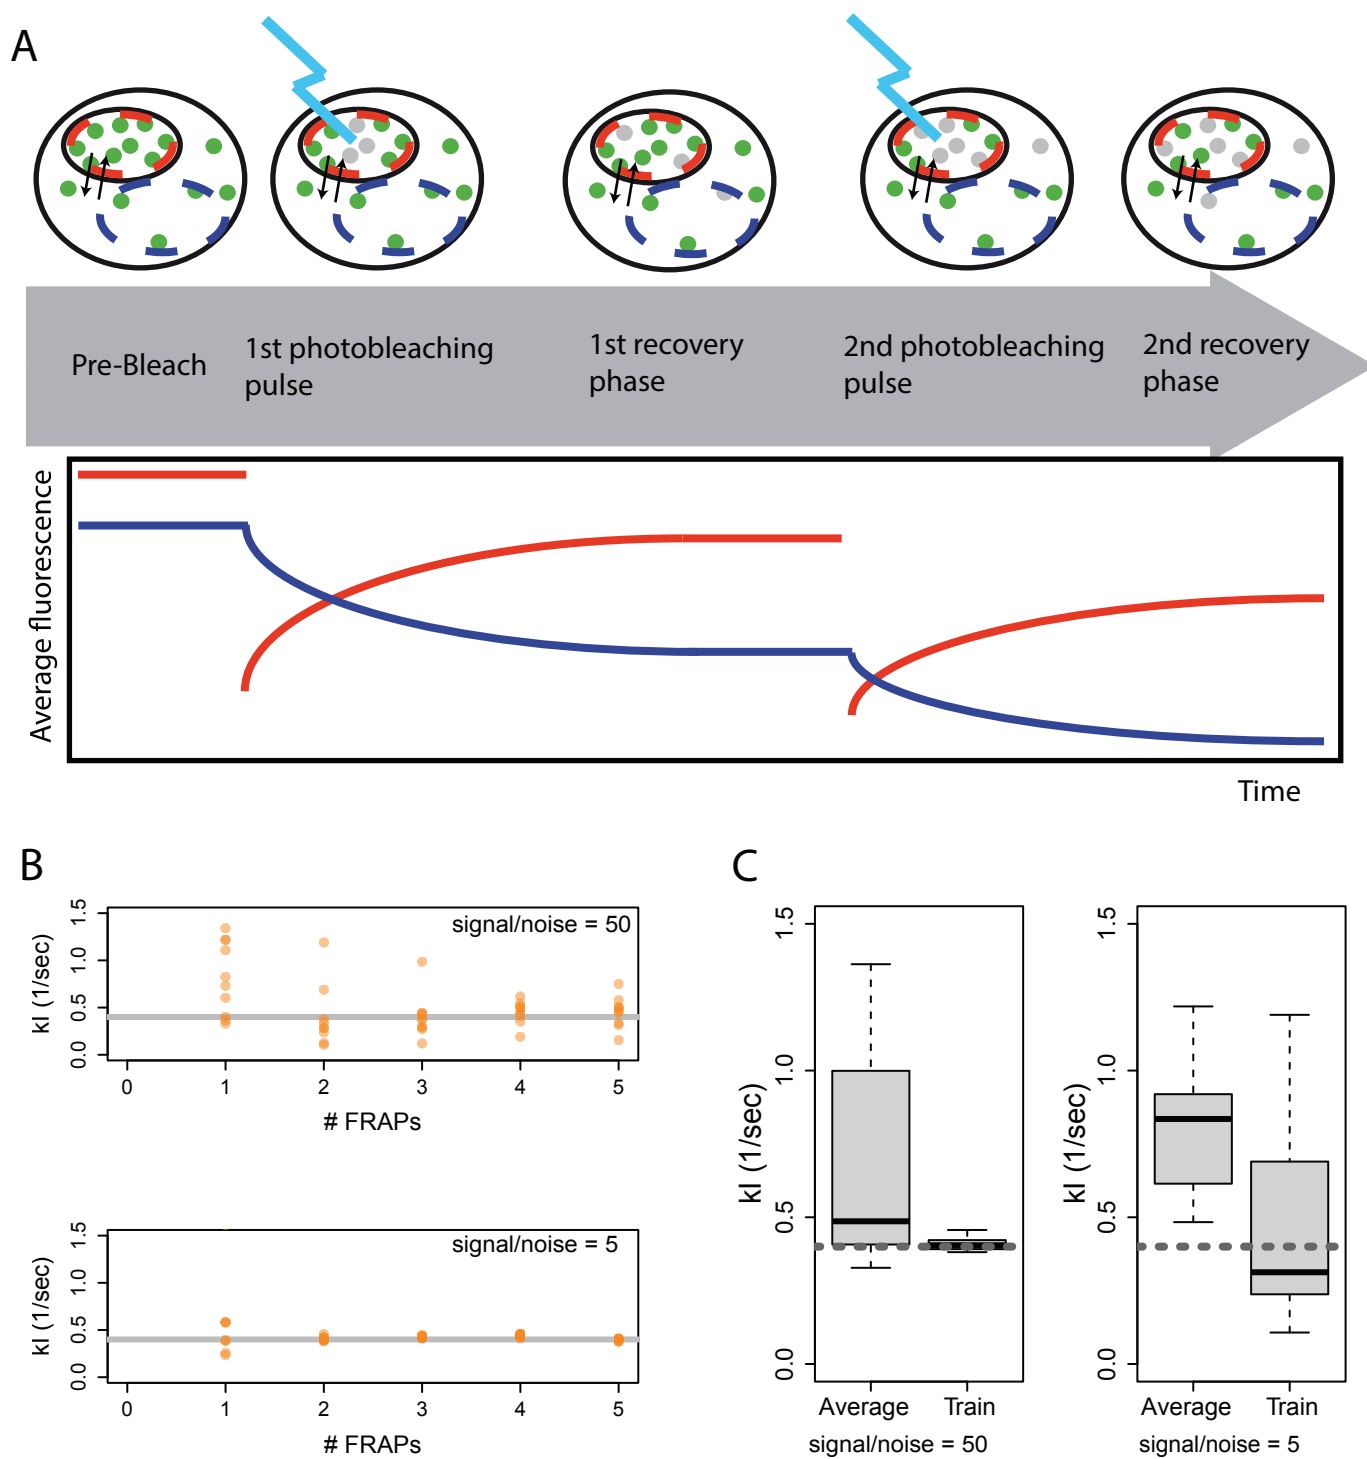 A
Pre-Bleach
1st photobleaching
pulse
1st recovery
phase
2nd photobleaching
pulse
2nd recovery
phase
Average fluorescence
Time
B
signal/noise = 50
kI (1/sec)
0.0 0.5 1.0 1.5
0 1 2 3 4 5
# FRAPs
signal/noise = 5
kI (1/sec)
0.0 0.5 1.0 1.5
0 1 2 3 4 5
# FRAPs
C
kI (1/sec)
0.0 0.5 1.0 1.5
Average Train
signal/noise = 50
kI (1/sec)
0.0 0.5 1.0 1.5
Average Train
signal/noise = 5